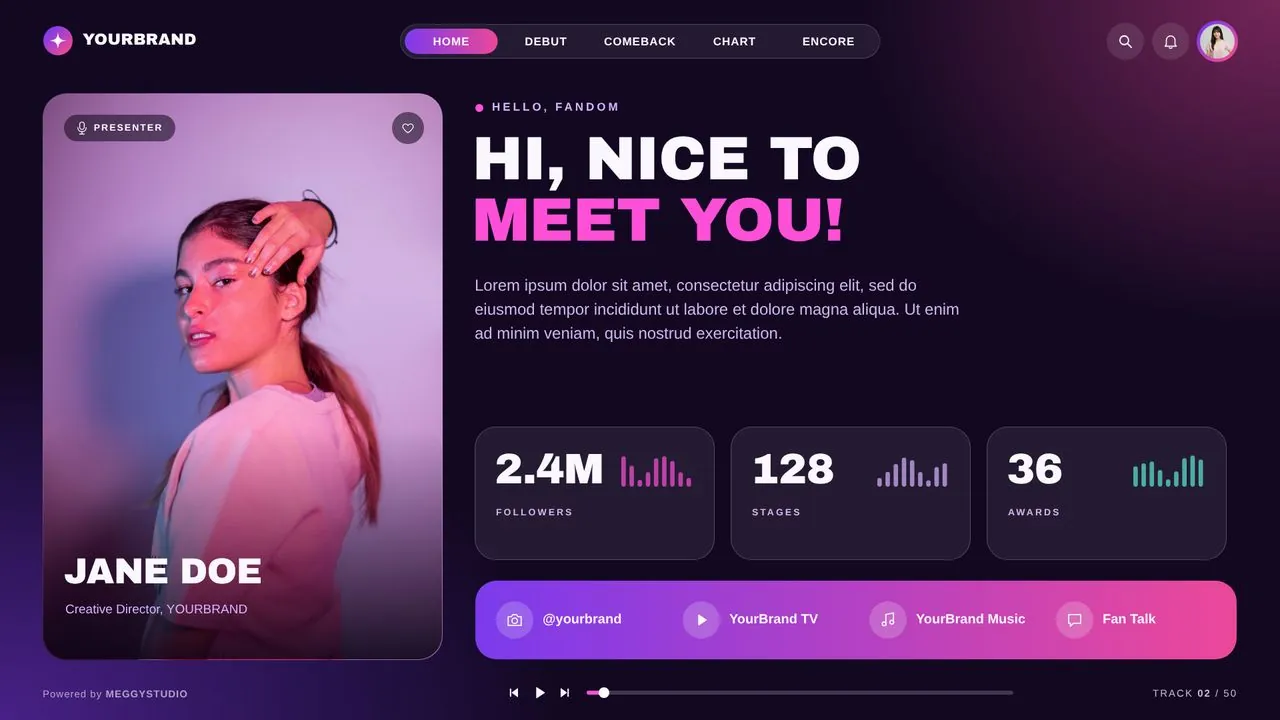 YOURBRAND
HOME
DEBUT
COMEBACK
CHART
ENCORE
PRESENTER
JANE DOE
Creative Director, YOURBRAND
HELLO, FANDOM
HI, NICE TO
MEET YOU!
Lorem ipsum dolor sit amet, consectetur adipiscing elit, sed do
eiusmod tempor incididunt ut labore et dolore magna aliqua. Ut enim
ad minim veniam, quis nostrud exercitation.
2.4M
FOLLOWERS
128
STAGES
36
AWARDS
@yourbrand
YourBrand TV
YourBrand Music
Fan Talk
Powered by MEGGYSTUDIO
TRACK 02 / 50